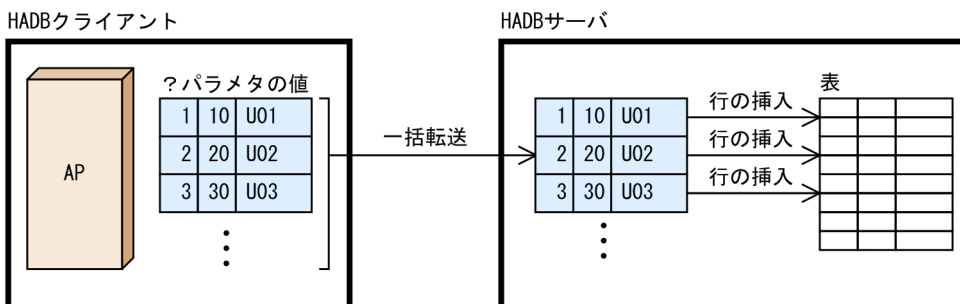 HADBクライアント
HADBサーバ
AP
?パラメタの値
1 10 U01
2 20 U02
3 30 U03
一括転送
1 10 U01
2 20 U02
3 30 U03
行の挿入
行の挿入
行の挿入
表